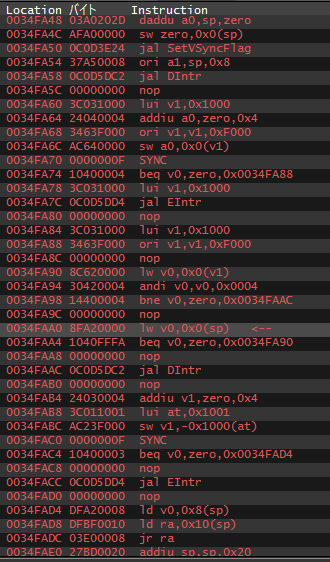 Location バイト Instruction
0034FA48 03A0202D daddu a0,sp,zero
0034FA4C AFA00000 sw zero,0x0(sp)
0034FA50 0C0D3E24 jal SetVSyncFlag
0034FA54 37A50008 ori a1,sp,0x8
0034FA58 0C0D5DC2 jal DIntr
0034FA5C 00000000 nop
0034FA60 3C031000 lui v1,0x1000
0034FA64 24040004 addiu a0,zero,0x4
0034FA68 3463F000 ori v1,v1,0xF000
0034FA6C AC640000 sw a0,0x0(v1)
0034FA70 0000000F SYNC
0034FA74 10400004 beq v0,zero,0x0034FA88
0034FA78 3C031000 lui v1,0x1000
0034FA7C 0C0D5DD4 jal EIntr
0034FA80 00000000 nop
0034FA84 3C031000 lui v1,0x1000
0034FA88 3463F000 ori v1,v1,0xF000
0034FA8C 00000000 nop
0034FA90 8C620000 lw v0,0x0(v1)
0034FA94 30420004 andi v0,v0,0x0004
0034FA98 14400004 bne v0,zero,0x0034FAAC
0034FA9C 00000000 nop
0034FAA0 8FA20000 lw v0,0x0(sp) <--
0034FAA4 1040FFFA beq v0,zero,0x0034FA90
0034FAA8 00000000 nop
0034FAAC 0C0D5DC2 jal DIntr
0034FAB0 00000000 nop
0034FAB4 24030004 addiu v1,zero,0x4
0034FAB8 3C011001 lui at,0x1001
0034FABC AC23F000 sw v1,-0x1000(at)
0034FAC0 0000000F SYNC
0034FAC4 10400003 beq v0,zero,0x0034FAD4
0034FAC8 00000000 nop
0034FACC 0C0D5DD4 jal EIntr
0034FAD0 00000000 nop
0034FAD4 DFA20008 ld v0,0x8(sp)
0034FAD8 DFBF0010 ld ra,0x10(sp)
0034FADC 03E00008 jr ra
0034FAE0 27BD0020 addiu sp,sp,0x20